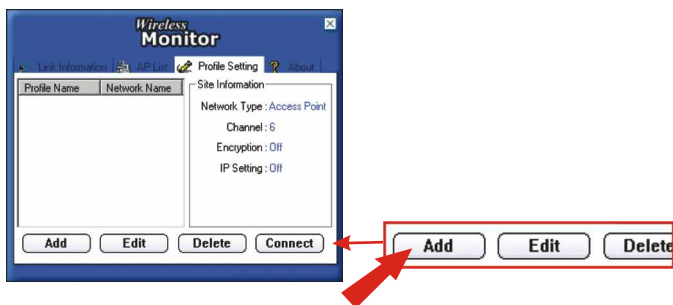 Wireless
Monitor
Link Information AP List Profile Setting About
Profile Name Network Name
Site Information
Network Type : Access Point
Channel : 6
Encryption : Off
IP Setting : Off
Add Edit Delete Connect
Add Edit Delete